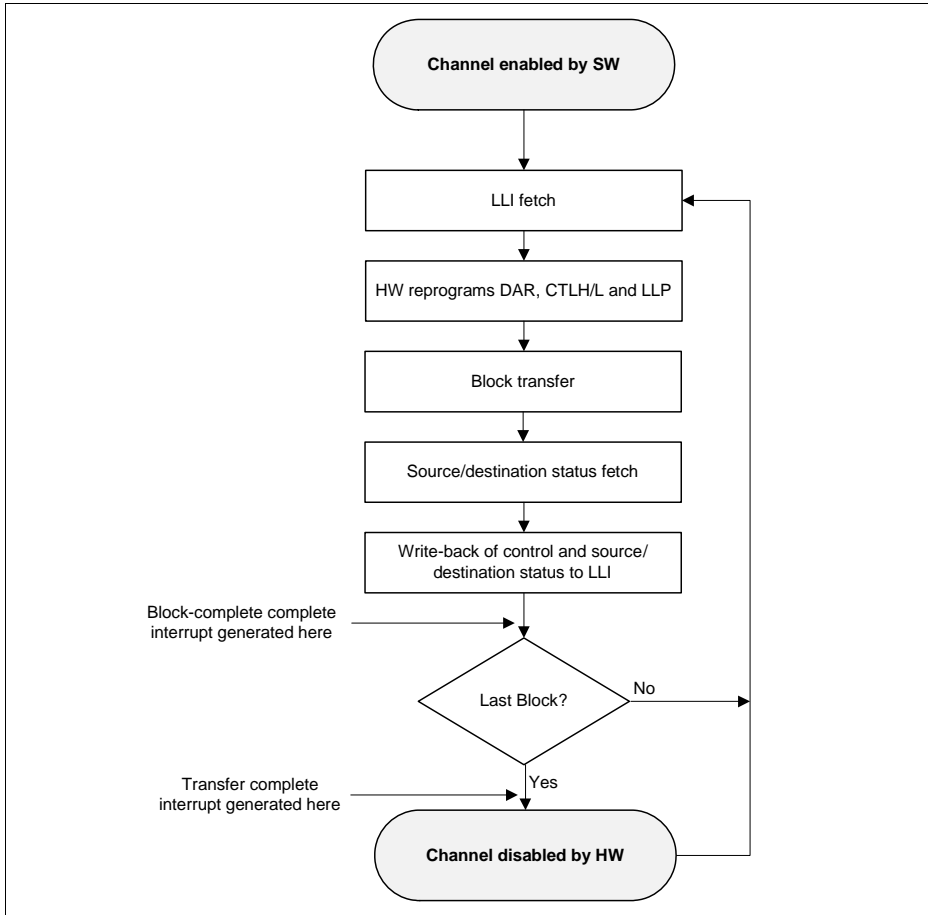 Channel enabled by SW
LLI fetch
HW reprograms DAR, CTLH/L and LLP
Block transfer
Source/destination status fetch
Write-back of control and source/
destination status to LLI
Block-complete complete
interrupt generated here
Last Block?
No
Yes
Transfer complete
interrupt generated here
Channel disabled by HW